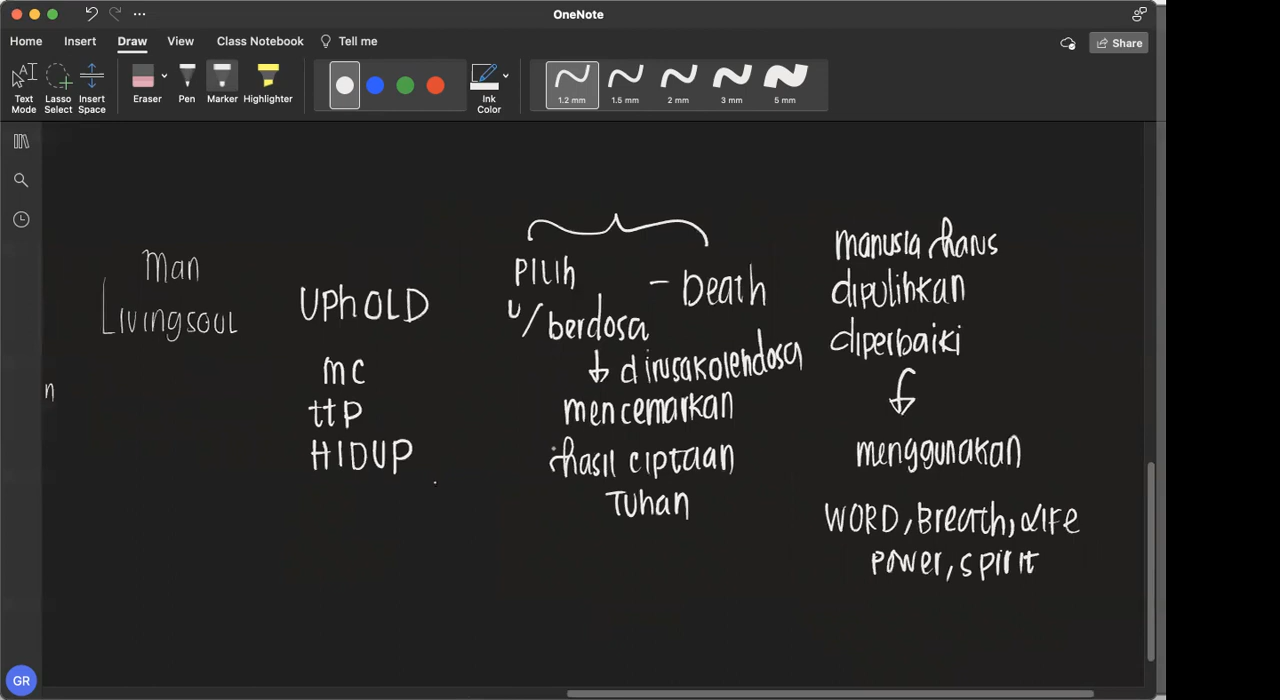 OneNote
Home Insert Draw View Class Notebook Tell me
Share
Text Mode
Lasso Select
Insert Space
Eraser
Pen
Marker
Highlighter
Ink Color
1.2 mm
1.5 mm
2 mm
3 mm
5 mm
Man
Livingsoul
n
UPHOLD
mc
ttp
HIDUP
PILIH
u/ berdosa
- Death
↓ dirusak oleh dosa
mencemarkan
hasil ciptaan
Tuhan
manusia harus
dipulihkan
diperbaiki
↓
menggunakan
WORD, Breath, LIFE
power, spirit
GR